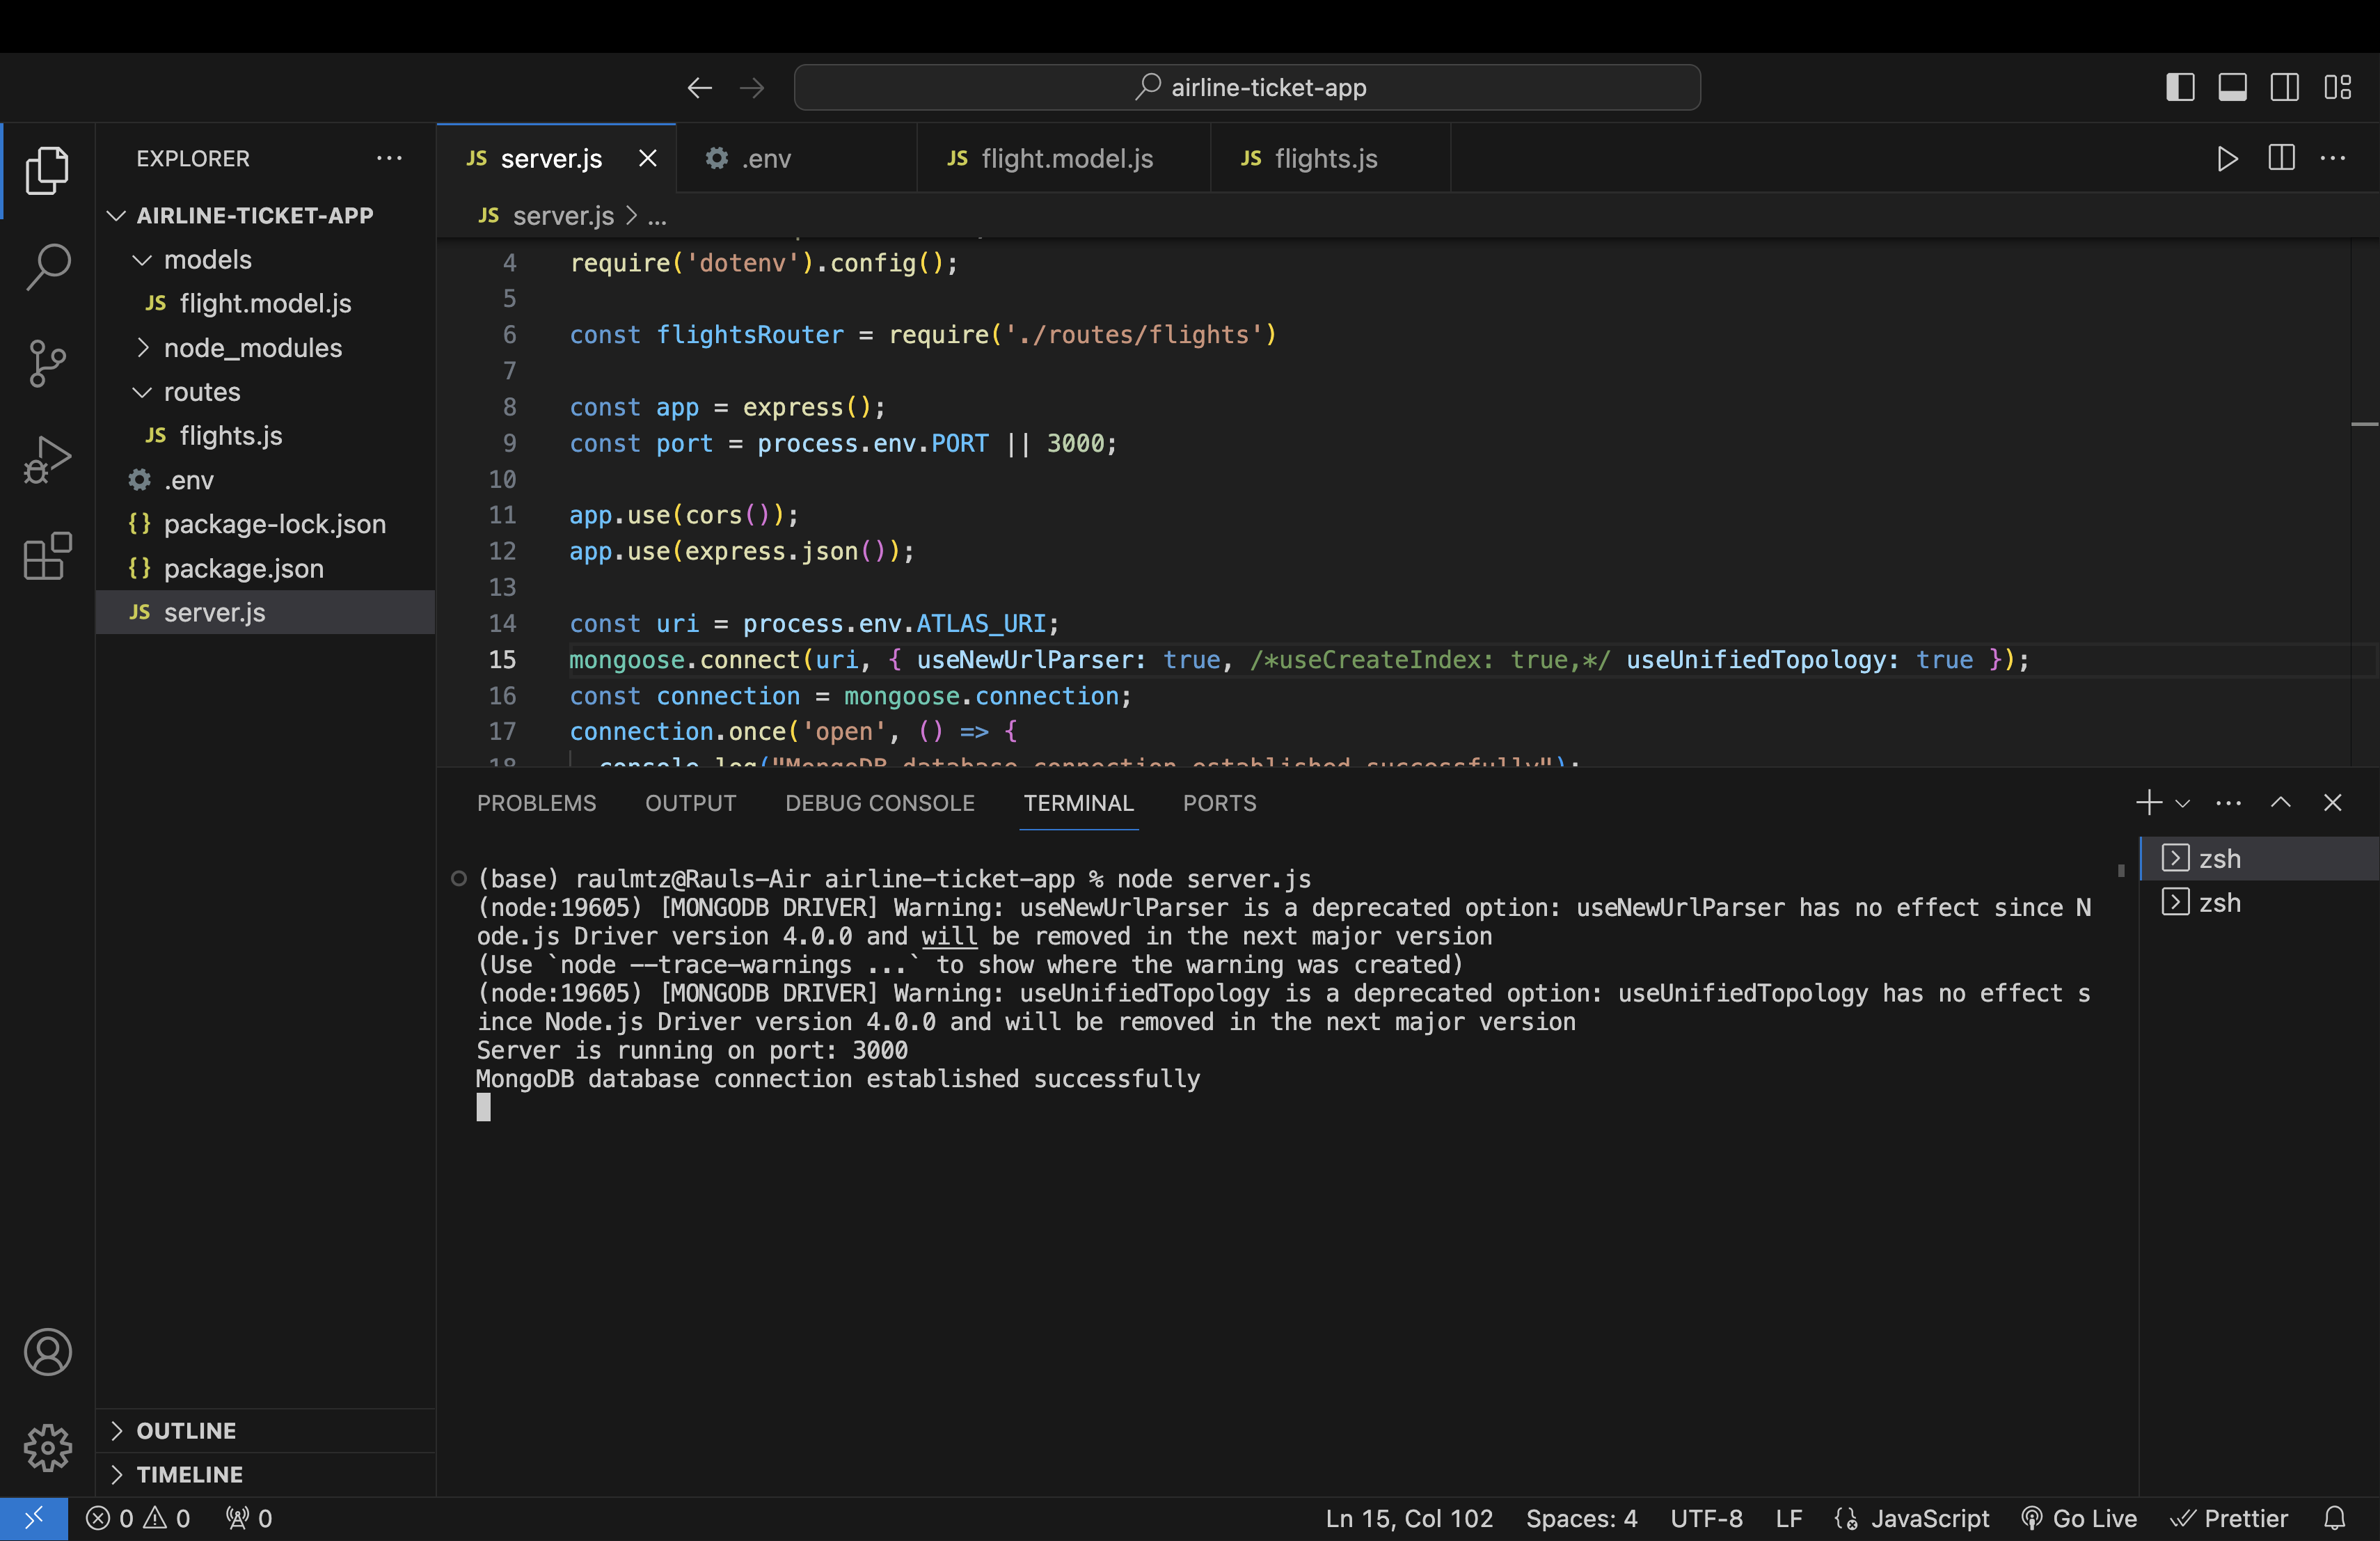 airline-ticket-app
EXPLORER
AIRLINE-TICKET-APP
models
JS flight.model.js
node_modules
routes
JS flights.js
.env
{} package-lock.json
{} package.json
JS server.js
OUTLINE
TIMELINE
JS server.js
.env
JS flight.model.js
JS flights.js
JS server.js > ...
4 require('dotenv').config();
5
6 const flightsRouter = require('./routes/flights')
7
8 const app = express();
9 const port = process.env.PORT || 3000;
10
11 app.use(cors());
12 app.use(express.json());
13
14 const uri = process.env.ATLAS_URI;
15 mongoose.connect(uri, { useNewUrlParser: true, /*useCreateIndex: true,*/ useUnifiedTopology: true });
16 const connection = mongoose.connection;
17 connection.once('open', () => {
18 console.log("MongoDB database connection established successfully");
PROBLEMS OUTPUT DEBUG CONSOLE TERMINAL PORTS
(base) raulmtz@Rauls-Air airline-ticket-app % node server.js
(node:19605) [MONGODB DRIVER] Warning: useNewUrlParser is a deprecated option: useNewUrlParser has no effect since N
ode.js Driver version 4.0.0 and will be removed in the next major version
(Use `node --trace-warnings ...` to show where the warning was created)
(node:19605) [MONGODB DRIVER] Warning: useUnifiedTopology is a deprecated option: useUnifiedTopology has no effect s
ince Node.js Driver version 4.0.0 and will be removed in the next major version
Server is running on port: 3000
MongoDB database connection established successfully
zsh
zsh
0 0 0
Ln 15, Col 102 Spaces: 4 UTF-8 LF JavaScript Go Live Prettier